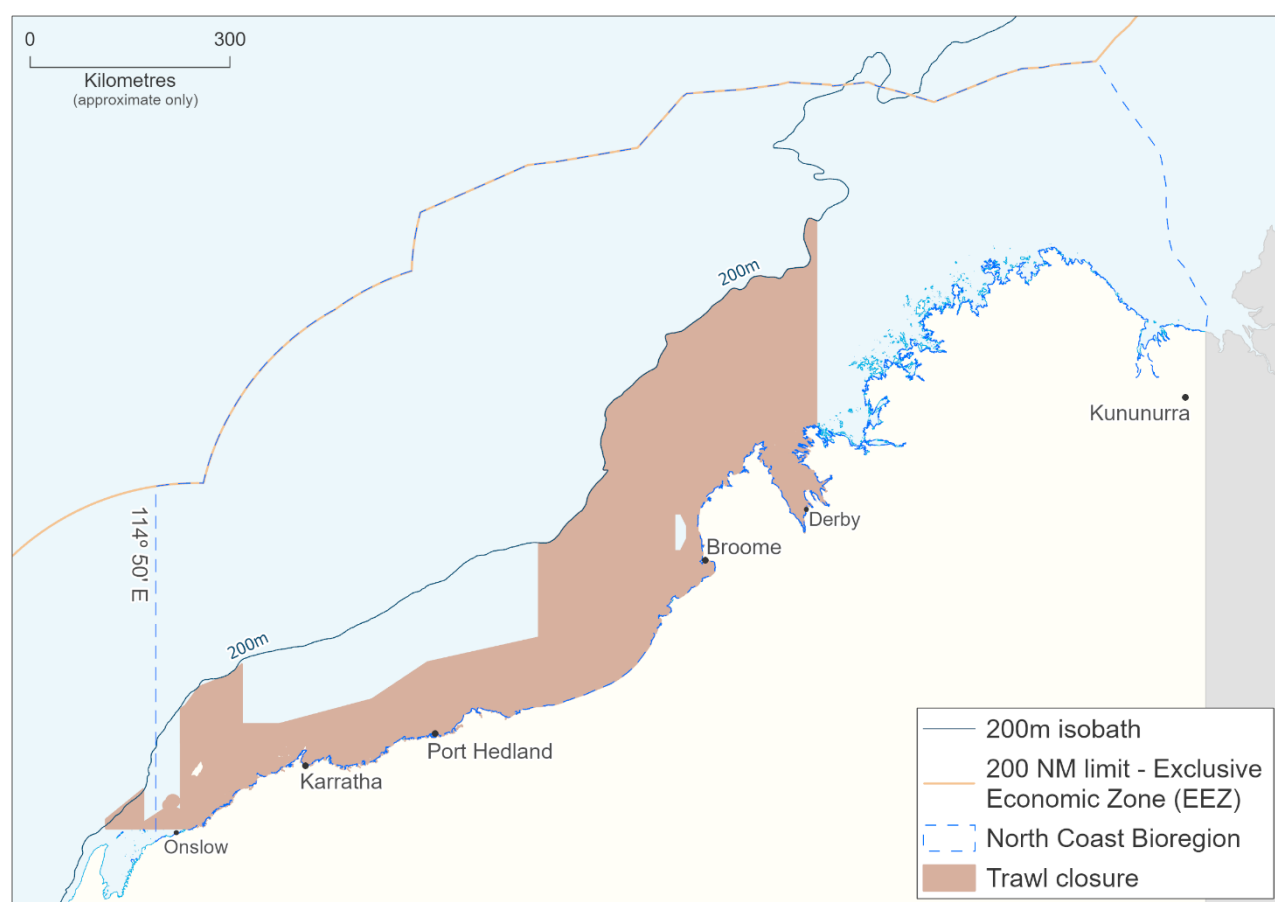 0 300
Kilometres
(approximate only)
200m
Kununurra
114º 50' E
Derby
Broome
200m
Port Hedland
Karratha
Onslow
200m isobath
200 NM limit - Exclusive
Economic Zone (EEZ)
North Coast Bioregion
Trawl closure